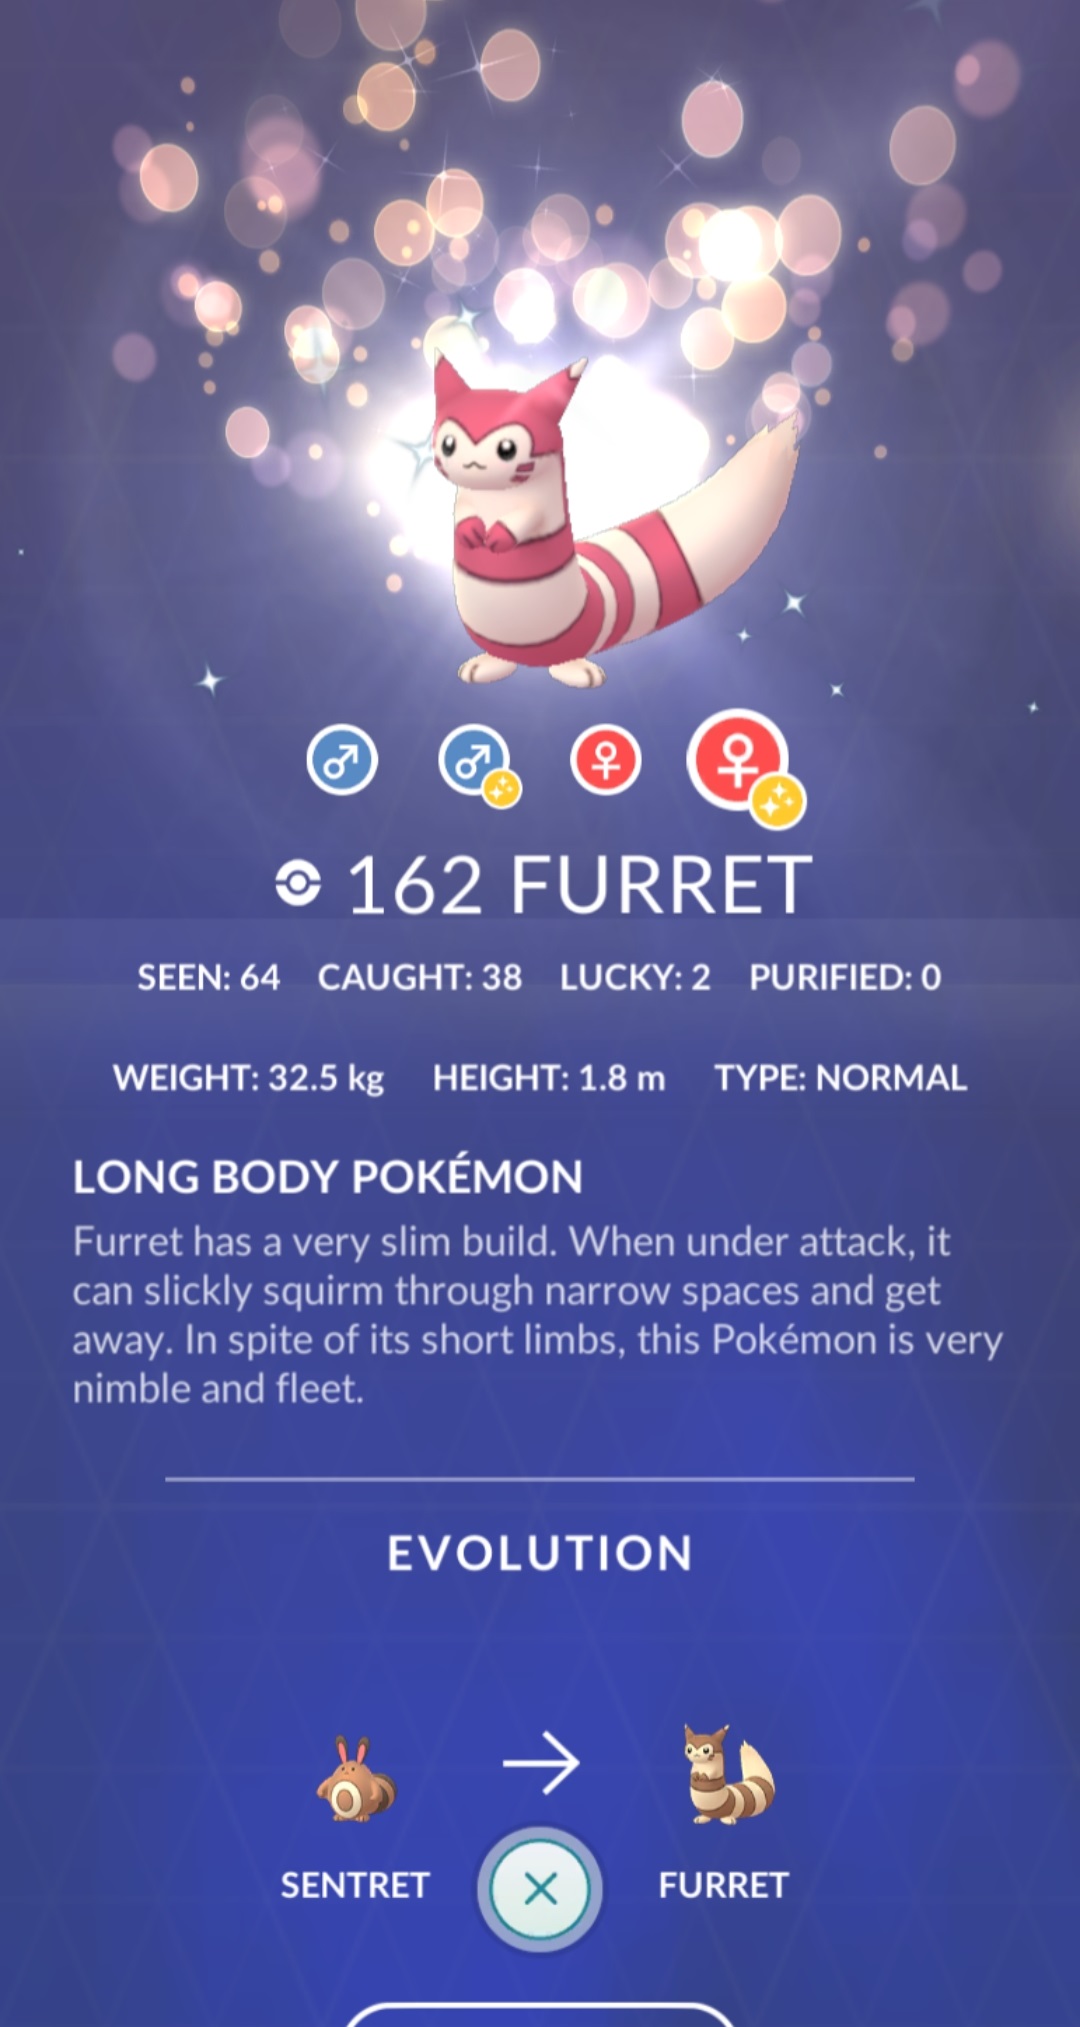 162 FURRET
SEEN: 64 CAUGHT: 38 LUCKY: 2 PURIFIED: 0
WEIGHT: 32.5 kg HEIGHT: 1.8 m TYPE: NORMAL
LONG BODY POKÉMON
Furret has a very slim build. When under attack, it
can slickly squirm through narrow spaces and get
away. In spite of its short limbs, this Pokémon is very
nimble and fleet.
EVOLUTION
SENTRET FURRET